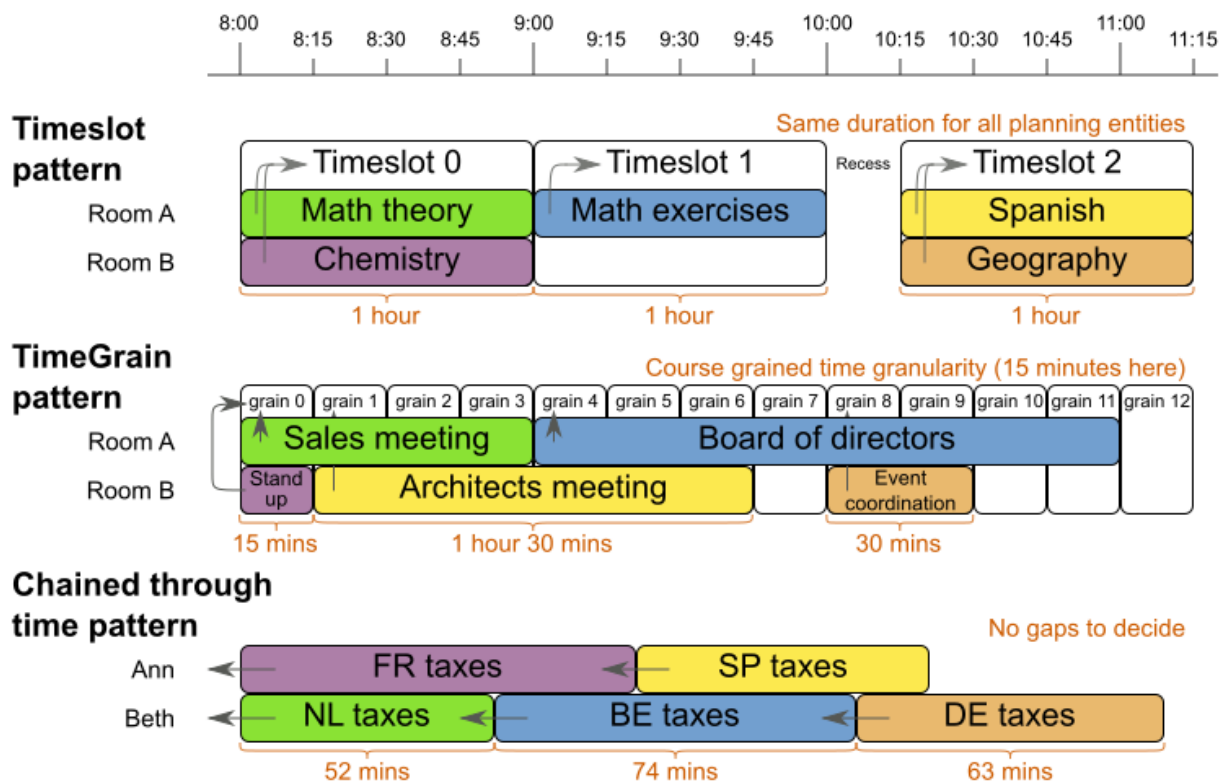 8:00 9:00 10:00 11:00
8:15 8:30 8:45 9:15 9:30 9:45 10:15 10:30 10:45 11:15
Timeslot
pattern
Same duration for all planning entities
Timeslot 0 Timeslot 1 Recess Timeslot 2
Room A Math theory Math exercises Spanish
Room B Chemistry Geography
1 hour 1 hour 1 hour
TimeGrain
pattern
Course grained time granularity (15 minutes here)
grain 0 grain 1 grain 2 grain 3 grain 4 grain 5 grain 6 grain 7 grain 8 grain 9 grain 10 grain 11 grain 12
Room A Sales meeting Board of directors
Room B Stand
up
Architects meeting
Event
coordination
15 mins 1 hour 30 mins 30 mins
Chained through
time pattern
No gaps to decide
Ann FR taxes SP taxes
Beth NL taxes BE taxes DE taxes
52 mins 74 mins 63 mins